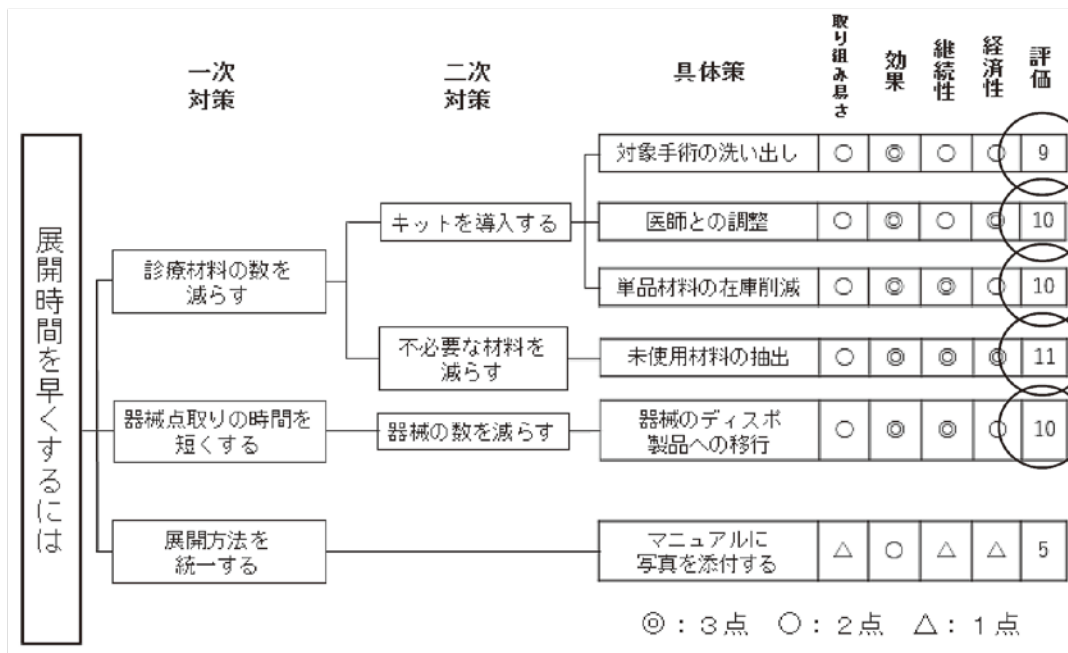 一次
対策
二次
対策
具体策
取り組み易さ
効果
継続性
経済性
評価
展開時間を早くするには
診療材料の数を
減らす
キットを導入する
対象手術の洗い出し ○ ◎ ○ ○ 9
医師との調整 ○ ◎ ○ ◎ 10
単品材料の在庫削減 ○ ◎ ◎ ○ 10
不必要な材料を
減らす
未使用材料の抽出 ○ ◎ ◎ ◎ 11
器械点取りの時間を
短くする
器械の数を減らす
器械のディスポ
製品への移行
○ ◎ ◎ ○ 10
展開方法を
統一する
マニュアルに
写真を添付する
△ ○ △ △ 5
◎：3点 ○：2点 △：1点